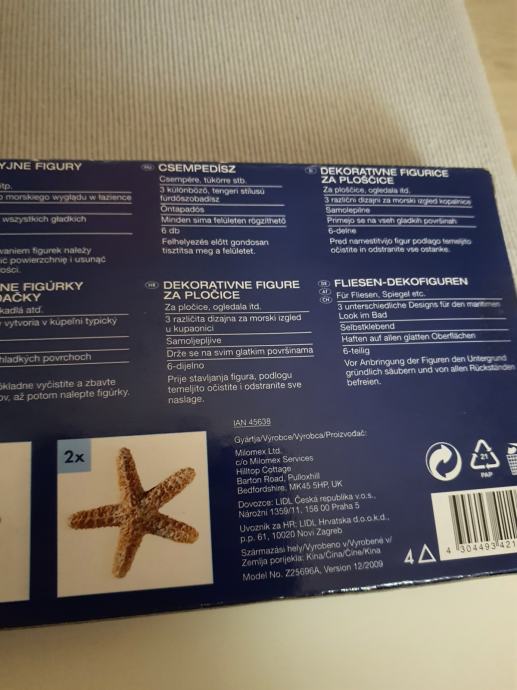 YJNE FIGURY
itp.
o morskiego wyglądu w łazience
wszystkich gładkich
waniem figurek należy
ić powierzchnię i usunąć
ości.
HU CSEMPEDÍSZ
Csempére, tükörre stb.
3 különböző, tengeri stílusú
fürdőszobadísz
Öntapadós
Minden sima felületen rögzíthető
6 db
Felhelyezés előtt gondosan
tisztítsa meg a felületet.
DEKORATIVNE FIGURICE
ZA PLOŠČICE
Za ploščice, ogledala itd.
3 različni dizajni za morski izgled kopalnice
Samolepilne
Primejo se na vseh gladkih površinah
6-delne
Pred namestitvijo figur podlago temeljito
očistite in odstranite vse ostanke.
NE FIGÚRKY
DAČKY
kadlá atď.
vytvoria v kúpeľni typický
hladkých povrchoch
ôkladne vyčistite a zbavte
ov, až potom nalepte figúrky.
HR DEKORATIVNE FIGURE
ZA PLOČICE
Za pločice, ogledala itd.
3 različita dizajna za morski izgled
u kupaonici
Samoljepljive
Drže se na svim glatkim površinama
6-dijelno
Prije stavljanja figura, podlogu
temeljito očistite i odstranite sve
naslage.
DE AT CH FLIESEN-DEKOFIGUREN
Für Fliesen, Spiegel etc.
3 unterschiedliche Designs für den maritimen
Look im Bad
Selbstklebend
Haften auf allen glatten Oberflächen
6-teilig
Vor Anbringung der Figuren den Untergrund
gründlich säubern und von allen Rückständen
befreien.
2x
IAN 45638
Gyártja/Výrobce/Výrobca/Proizvođač:
Milomex Ltd.
c/o Milomex Services
Hilltop Cottage
Barton Road, Pulloxhill
Bedfordshire, MK45 5HP, UK
Dovozce: LIDL Česká republika v.o.s.,
Nárožní 1359/11, 158 00 Praha 5
Uvoznik za HR: LIDL Hrvatska d.o.o.k.d.,
p.p. 61, 10020 Novi Zagreb
Származási hely/Vyrobeno v/Vyrobené v/
Zemlja porijekla: Kína/Čína/Čína/Kina
Model No. Z25696A, Version 12/2009
21
PAP
4
4 304493 421